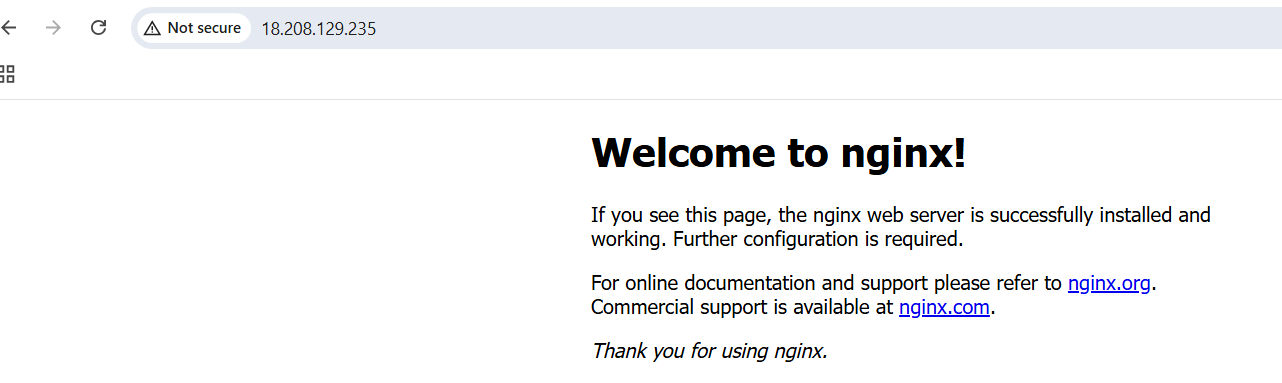 Not secure
18.208.129.235
Welcome to nginx!
If you see this page, the nginx web server is successfully installed and
working. Further configuration is required.
For online documentation and support please refer to nginx.org.
Commercial support is available at nginx.com.
Thank you for using nginx.